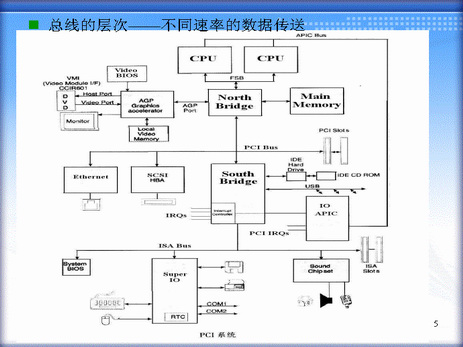 总线的层次——不同速率的数据传送
APIC Bus
CPU
CPU
Video
BIOS
VMI
(Video Module I/F)
CCIR601
Host Port
Video Port
D
V
D
Monitor
AGP
Graphics
accelerator
AGP
Port
FSB
North
Bridge
Main
Memory
Local
Video
Memory
PCI Slots
PCI Bus
Ethernet
SCSI
HBA
South
Bridge
IDE
Hard
Drive
IDE CD ROM
USB
Interrupt
Controller
IRQs
IO
APIC
PCI IRQs
ISA Bus
System
BIOS
Super
IO
Sound
Chipset
ISA
Slots
COM1
COM2
RTC
5
PCI 系统